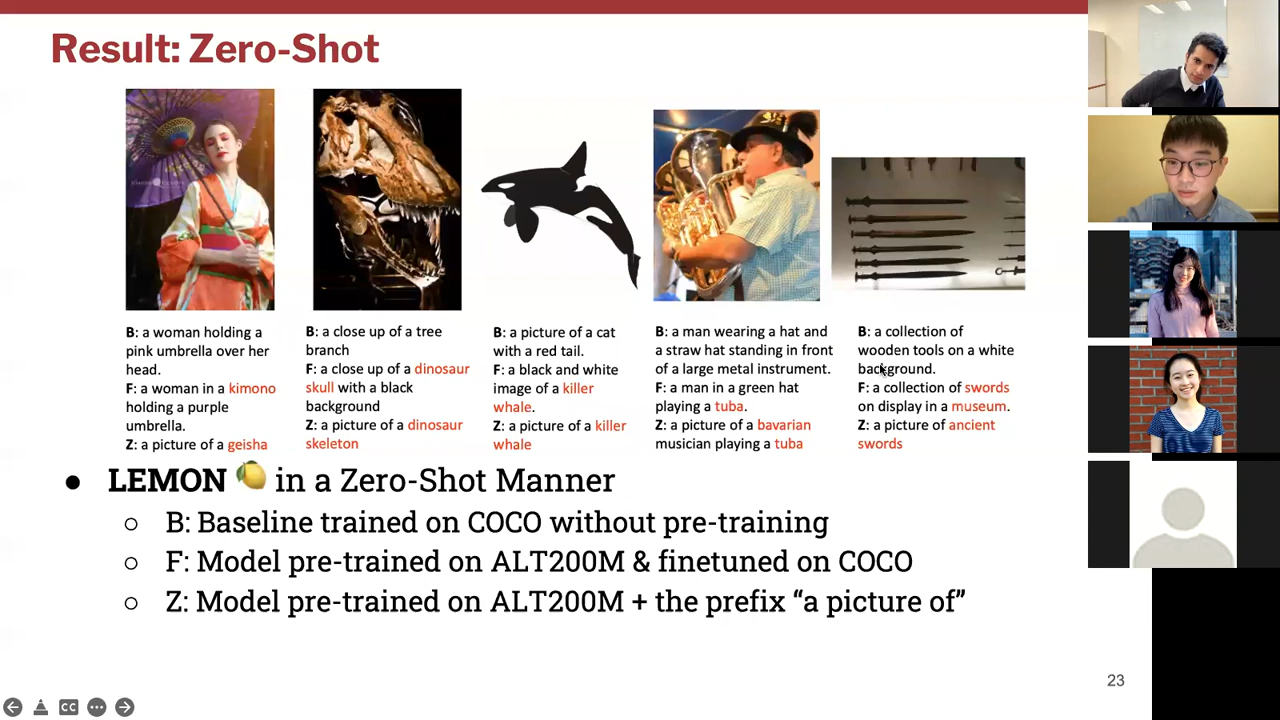 Result: Zero-Shot
B: a woman holding a
pink umbrella over her
head.
F: a woman in a kimono
holding a purple
umbrella.
Z: a picture of a geisha
B: a close up of a tree
branch
F: a close up of a dinosaur
skull with a black
background
Z: a picture of a dinosaur
skeleton
B: a picture of a cat
with a red tail.
F: a black and white
image of a killer
whale.
Z: a picture of a killer
whale
B: a man wearing a hat and
a straw hat standing in front
of a large metal instrument.
F: a man in a green hat
playing a tuba.
Z: a picture of a bavarian
musician playing a tuba
B: a collection of
wooden tools on a white
background.
F: a collection of swords
on display in a museum.
Z: a picture of ancient
swords
● LEMON 🍋 in a Zero-Shot Manner
○ B: Baseline trained on COCO without pre-training
○ F: Model pre-trained on ALT200M & finetuned on COCO
○ Z: Model pre-trained on ALT200M + the prefix “a picture of”
23
CC